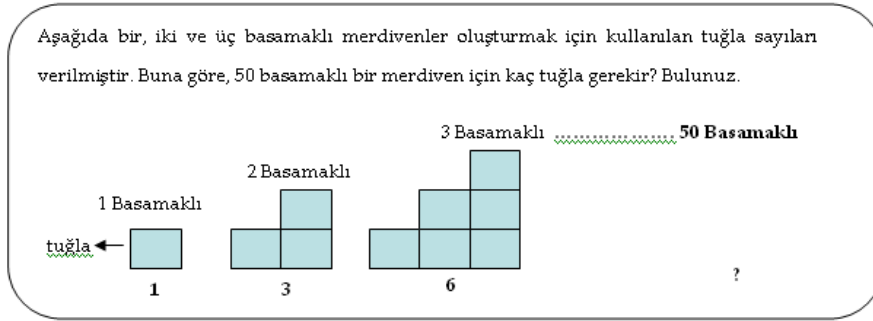 Aşağıda bir, iki ve üç basamaklı merdivenler oluşturmak için kullanılan tuğla sayıları
verilmiştir. Buna göre, 50 basamaklı bir merdiven için kaç tuğla gerekir? Bulunuz.
3 Basamaklı ................... 50 Basamaklı
2 Basamaklı
1 Basamaklı
tuğla
1
3
6
?